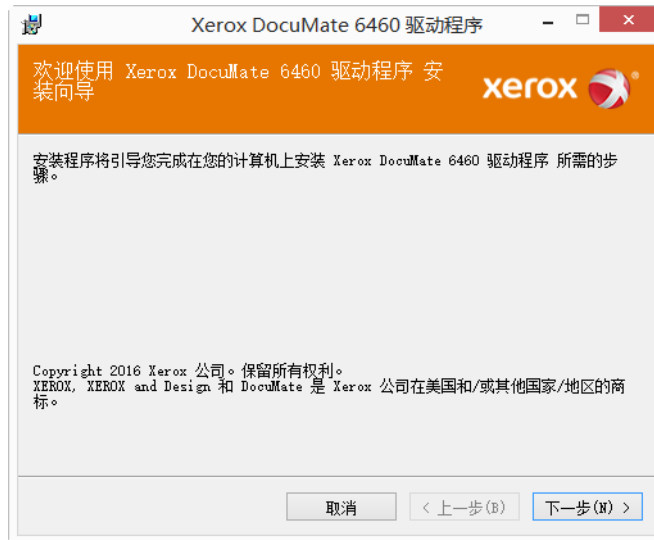 Xerox DocuMate 6460 驱动程序
欢迎使用 Xerox DocuMate 6460 驱动程序 安
装向导
xerox
安装程序将引导您完成在您的计算机上安装 Xerox DocuMate 6460 驱动程序 所需的步
骤。
Copyright 2016 Xerox 公司。保留所有权利。
XEROX, XEROX and Design 和 DocuMate 是 Xerox 公司在美国和/或其他国家/地区的商
标。
取消
< 上一步(B)
下一步(N) >